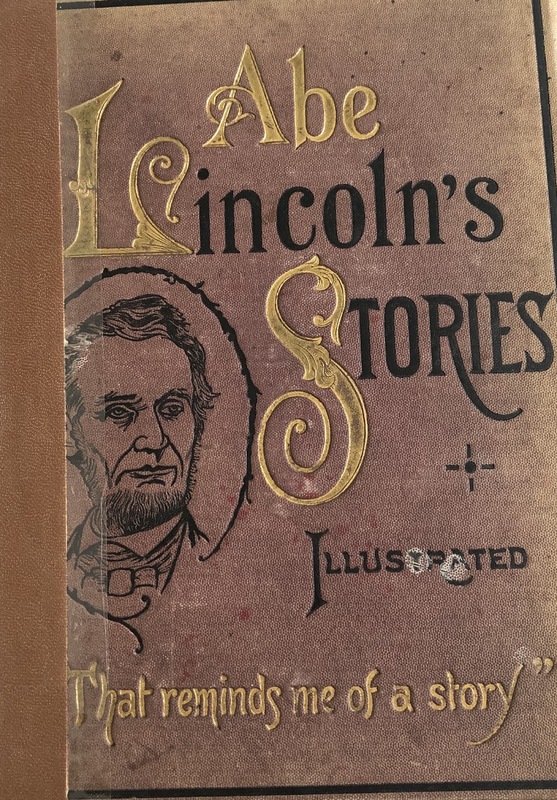 Abe
Lincoln's
STORIES
ILLUSTRATED
That reminds me of a story"